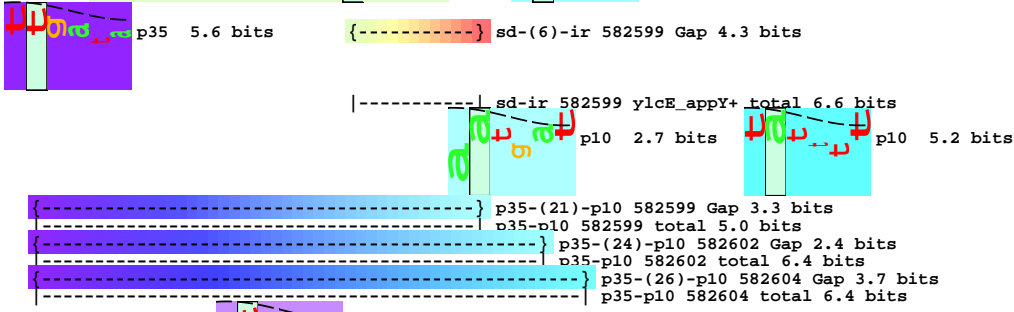 ttgacta p35 5.6 bits {-----------} sd-(6)-ir 582599 Gap 4.3 bits
|-----------| sd-ir 582599 ylcE_appY+ total 6.6 bits
aatgat p10 2.7 bits tatttt p10 5.2 bits
{------------------------------------------} p35-(21)-p10 582599 Gap 3.3 bits
|------------------------------------------| p35-p10 582599 total 5.0 bits
{------------------------------------------------} p35-(24)-p10 582602 Gap 2.4 bits
|------------------------------------------------| p35-p10 582602 total 6.4 bits
{----------------------------------------------------} p35-(26)-p10 582604 Gap 3.7 bits
|----------------------------------------------------| p35-p10 582604 total 6.4 bits